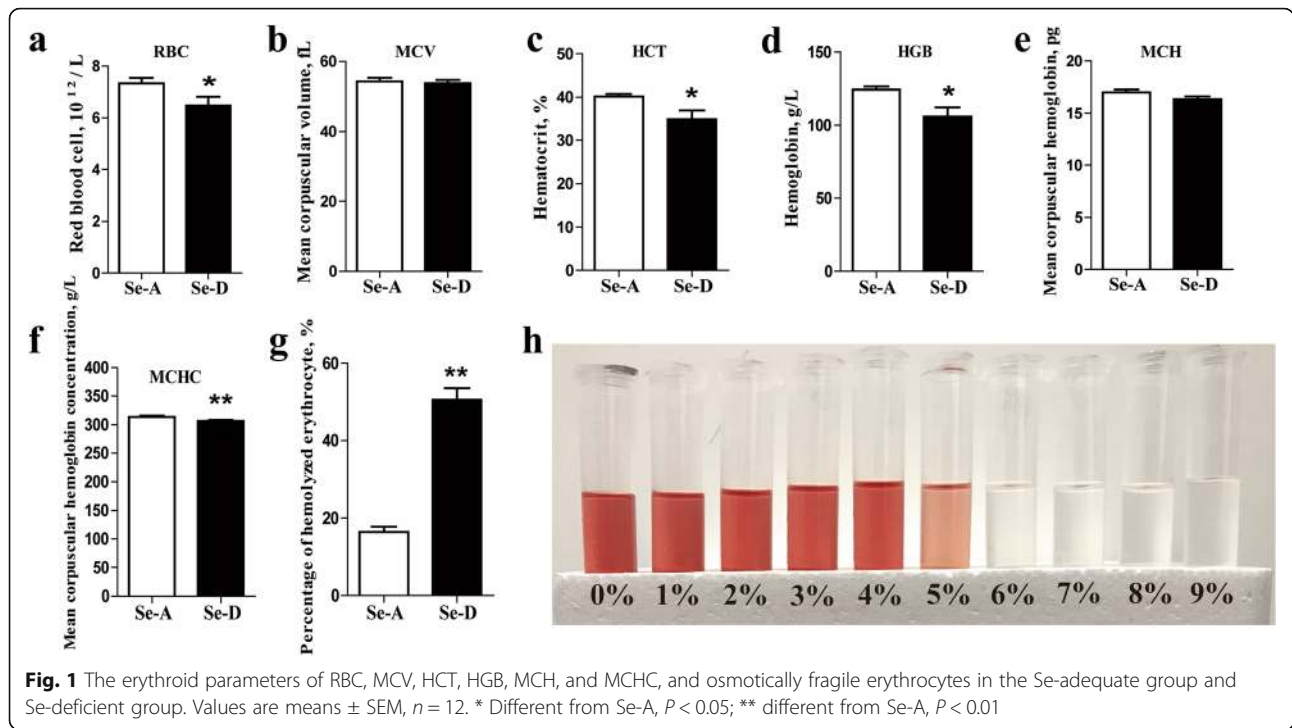 a
RBC
Red blood cell, 10¹²/ L
8
6
4
2
0
*
Se-A Se-D
b
MCV
Mean corpuscular volume, fL
60
40
20
0
Se-A Se-D
c
HCT
Hematocrit, %
50
40
30
20
10
0
*
Se-A Se-D
d
HGB
Hemoglobin, g/L
150
100
50
0
*
Se-A Se-D
e
MCH
Mean corpuscular hemoglobin, pg
20
15
10
5
0
Se-A Se-D
f
MCHC
Mean corpuscular hemoglobin concentration, g/L
400
350
300
250
200
150
100
50
0
**
Se-A Se-D
g
Percentage of hemolyzed erythrocyte, %
60
40
20
0
**
Se-A Se-D
h
0% 1% 2% 3% 4% 5% 6% 7% 8% 9%
Fig. 1 The erythroid parameters of RBC, MCV, HCT, HGB, MCH, and MCHC, and osmotically fragile erythrocytes in the Se-adequate group and
Se-deficient group. Values are means ± SEM, n = 12. * Different from Se-A, P < 0.05; ** different from Se-A, P < 0.01